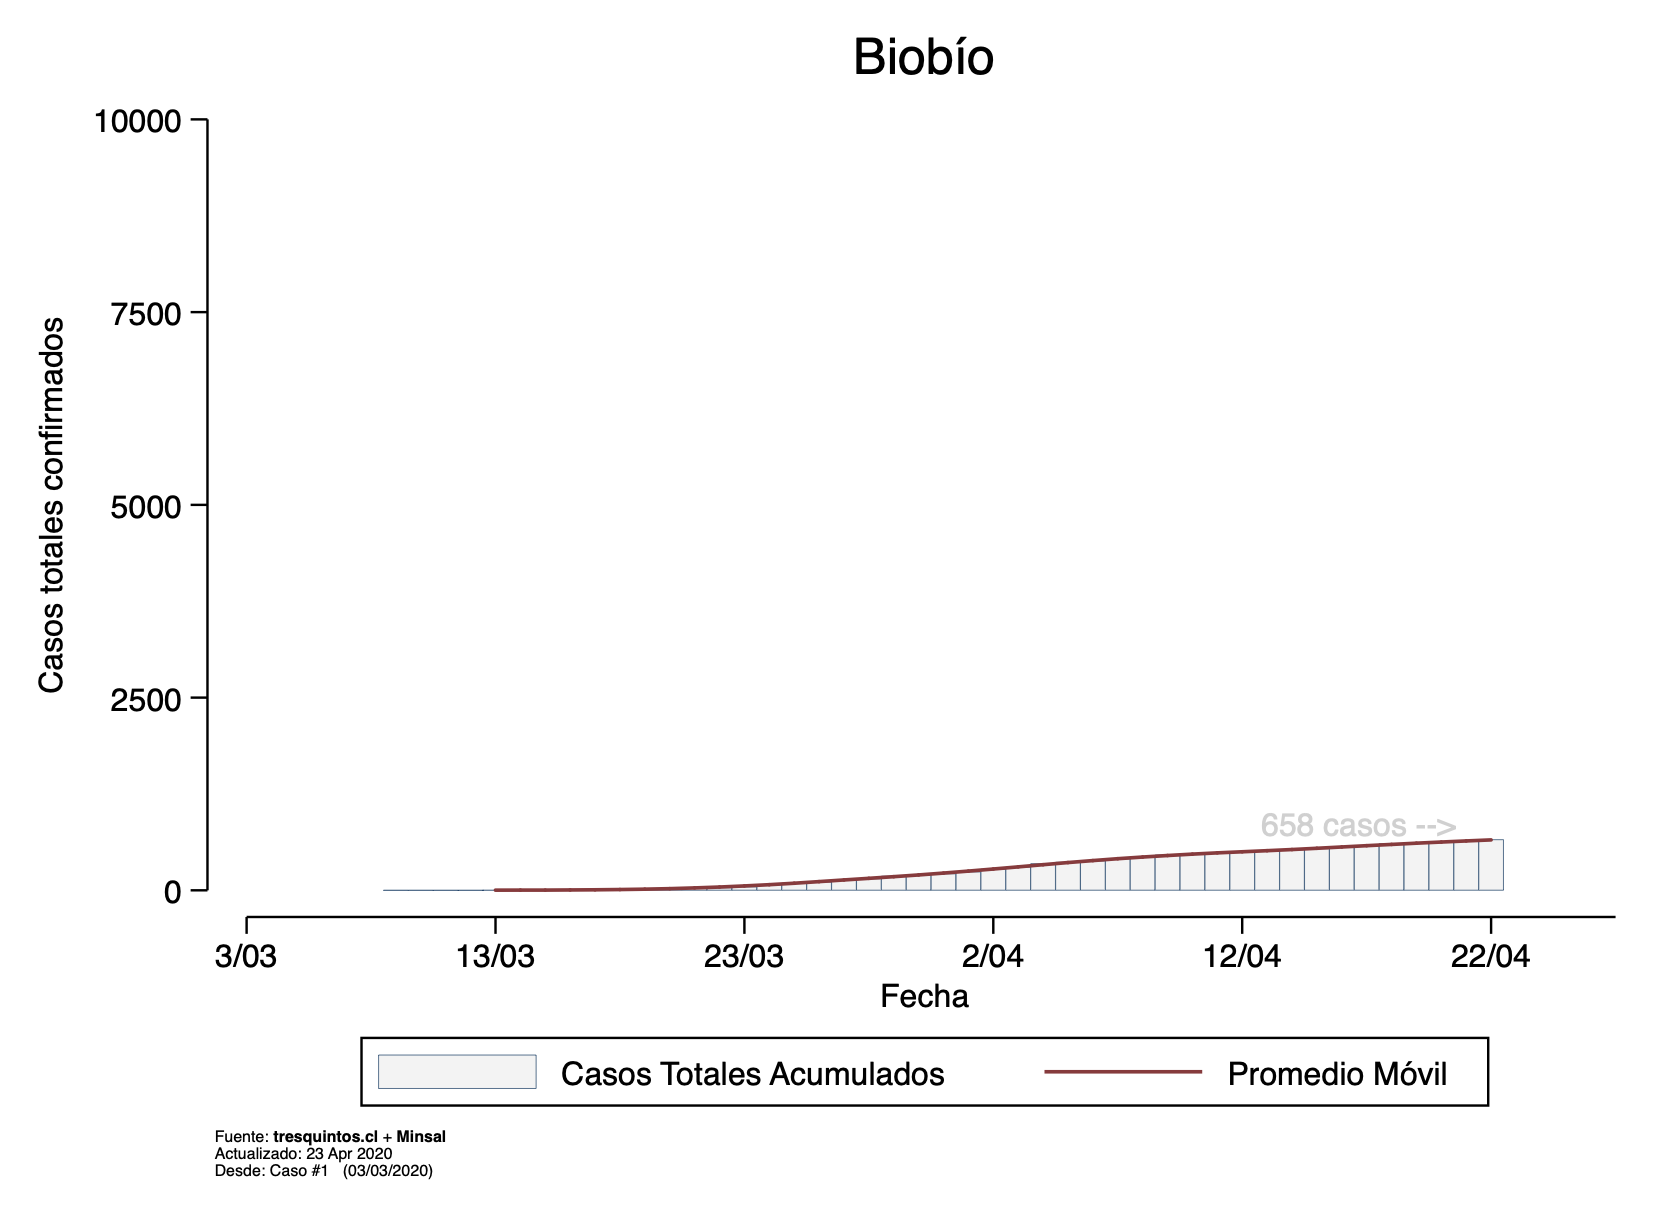 Biobío
10000
7500
5000
2500
0
Casos totales confirmados
658 casos -->
3/03 13/03 23/03 2/04 12/04 22/04
Fecha
Casos Totales Acumulados Promedio Móvil
Fuente: tresquintos.cl + Minsal
Actualizado: 23 Apr 2020
Desde: Caso #1 (03/03/2020)